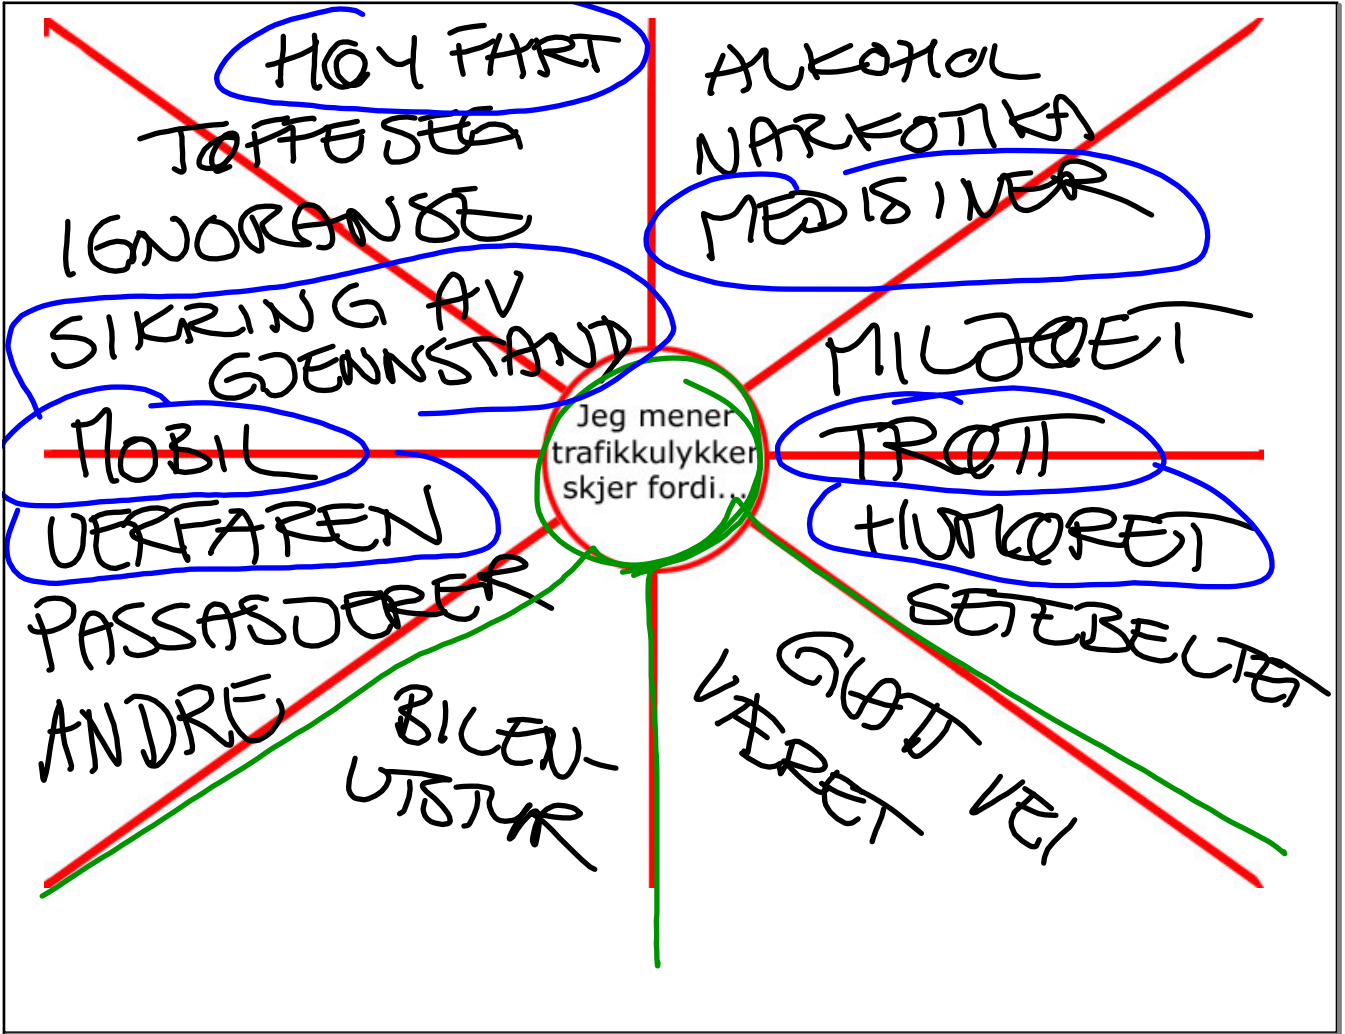 HØY FART
TØFFE SEG
IGNORANSE
SIKRING AV
GJENNSTAND
MOBIL
UERFAREN
PASSASJERER
ANDRE
ALKOHOL
NARKOTIKA
MEDISINER
MILJØET
TRØTT
HUMØRET
SETEBELTET
Jeg mener
trafikkulykker
skjer fordi...
BILEN-
UTSTYR
VÆRET
GLATT VEI